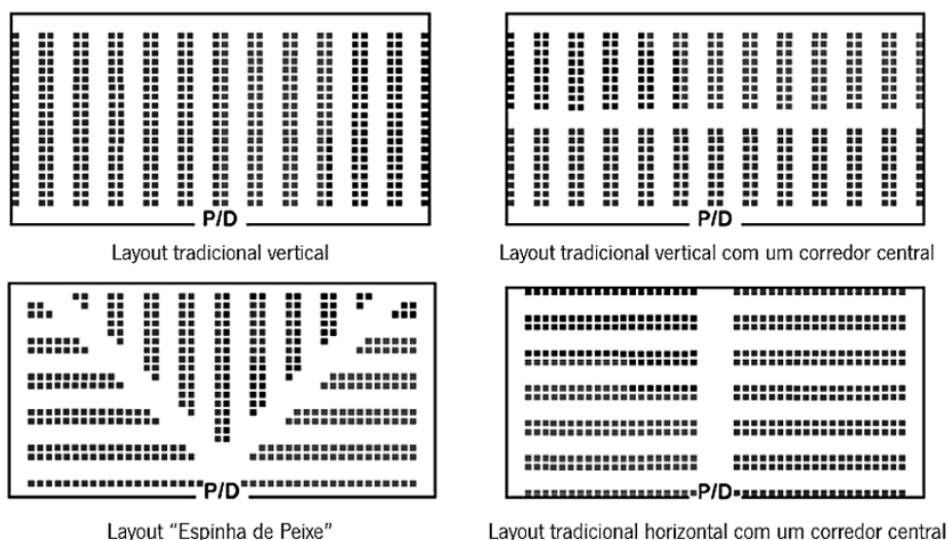 P/D
P/D
Layout tradicional vertical
Layout tradicional vertical com um corredor central
P/D
P/D
Layout “Espinha de Peixe”
Layout tradicional horizontal com um corredor central